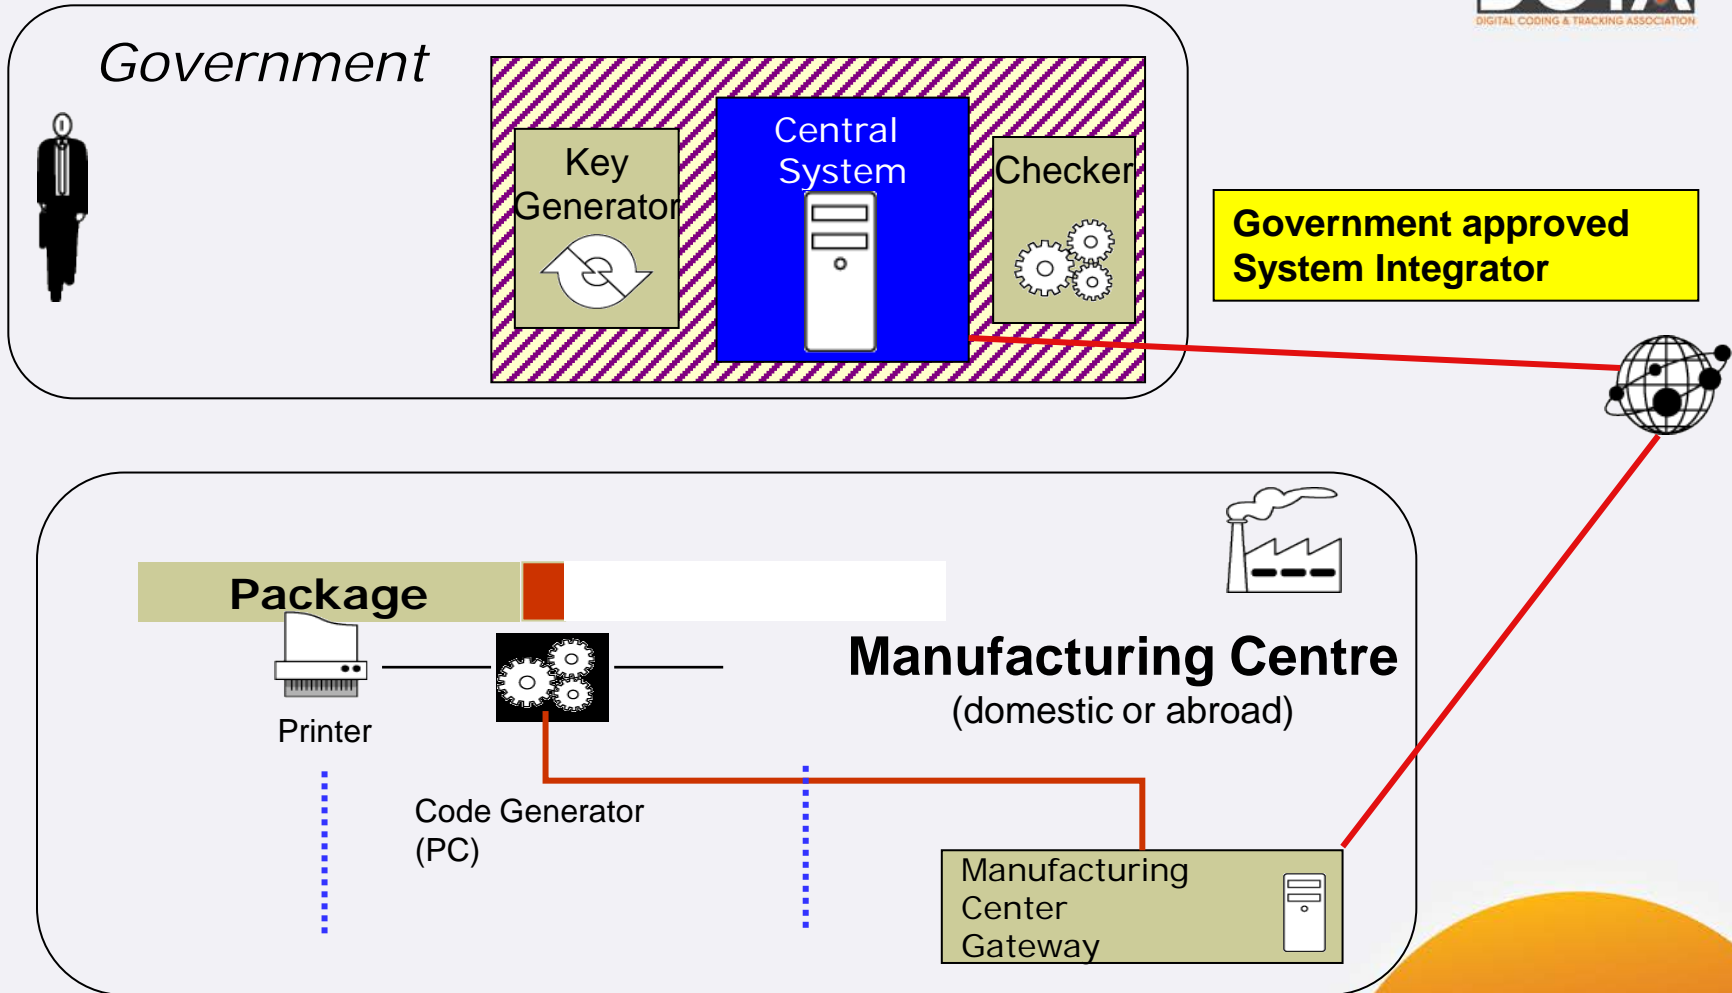 DIGITAL CODING & TRACKING ASSOCIATION
Government
Key
Generator
Central
System
Checker
Government approved
System Integrator
Package
Manufacturing Centre
(domestic or abroad)
Printer
Code Generator
(PC)
Manufacturing
Center
Gateway